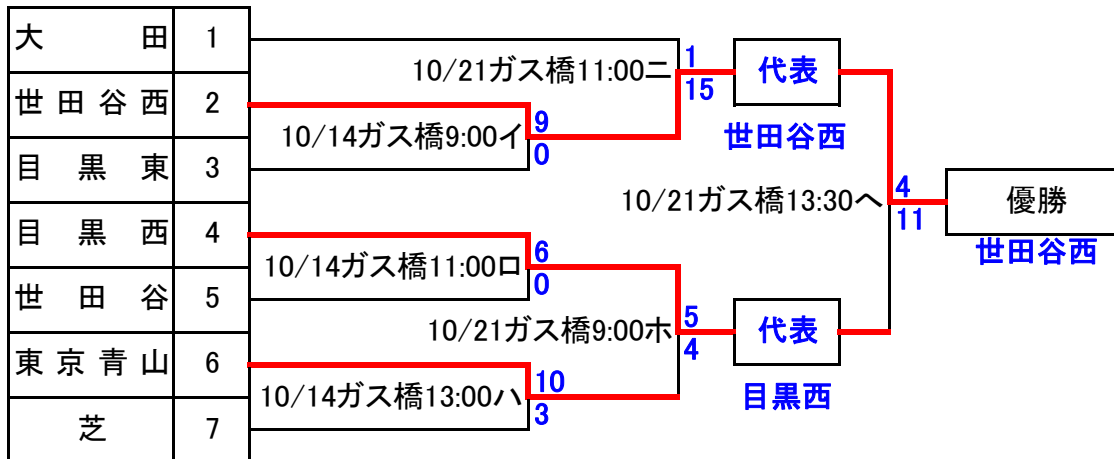 大田 1
世田谷西 2
目黒東 3
目黒西 4
世田谷 5
東京青山 6
芝 7
10/14ガス橋9:00イ
9
0
10/14ガス橋11:00ロ
6
0
10/14ガス橋13:00ハ
10
3
10/21ガス橋11:00ニ
1
15
10/21ガス橋9:00ホ
5
4
代表
世田谷西
代表
目黒西
10/21ガス橋13:30ヘ
4
11
優勝
世田谷西